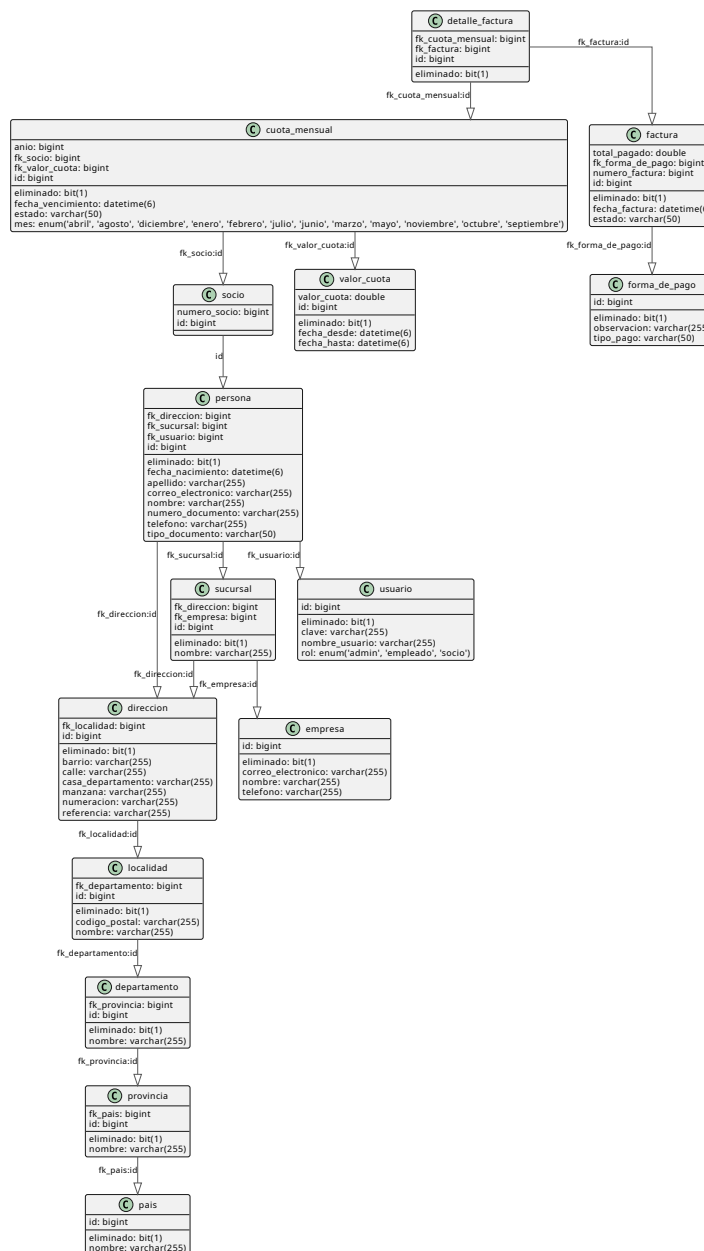 C detalle_factura
fk_cuota_mensual: bigint
fk_factura: bigint
id: bigint
eliminado: bit(1)
fk_factura:id
fk_cuota_mensual:id
C cuota_mensual
anio: bigint
fk_socio: bigint
fk_valor_cuota: bigint
id: bigint
eliminado: bit(1)
fecha_vencimiento: datetime(6)
estado: varchar(50)
mes: enum('abril', 'agosto', 'diciembre', 'enero', 'febrero', 'julio', 'junio', 'marzo', 'mayo', 'noviembre', 'octubre', 'septiembre')
C factura
total_pagado: double
fk_forma_de_pago: bigint
numero_factura: bigint
id: bigint
eliminado: bit(1)
fecha_factura: datetime(
estado: varchar(50)
fk_socio:id
fk_valor_cuota:id
fk_forma_de_pago:id
C socio
numero_socio: bigint
id: bigint
C valor_cuota
valor_cuota: double
id: bigint
eliminado: bit(1)
fecha_desde: datetime(6)
fecha_hasta: datetime(6)
C forma_de_pago
id: bigint
eliminado: bit(1)
observacion: varchar(255
tipo_pago: varchar(50)
id
C persona
fk_direccion: bigint
fk_sucursal: bigint
fk_usuario: bigint
id: bigint
eliminado: bit(1)
fecha_nacimiento: datetime(6)
apellido: varchar(255)
correo_electronico: varchar(255)
nombre: varchar(255)
numero_documento: varchar(255)
telefono: varchar(255)
tipo_documento: varchar(50)
fk_sucursal:id
fk_usuario:id
fk_direccion:id
C sucursal
fk_direccion: bigint
fk_empresa: bigint
id: bigint
eliminado: bit(1)
nombre: varchar(255)
C usuario
id: bigint
eliminado: bit(1)
clave: varchar(255)
nombre_usuario: varchar(255)
rol: enum('admin', 'empleado', 'socio')
fk_direccion:id
fk_empresa:id
C direccion
fk_localidad: bigint
id: bigint
eliminado: bit(1)
barrio: varchar(255)
calle: varchar(255)
casa_departamento: varchar(255)
manzana: varchar(255)
numeracion: varchar(255)
referencia: varchar(255)
C empresa
id: bigint
eliminado: bit(1)
correo_electronico: varchar(255)
nombre: varchar(255)
telefono: varchar(255)
fk_localidad:id
C localidad
fk_departamento: bigint
id: bigint
eliminado: bit(1)
codigo_postal: varchar(255)
nombre: varchar(255)
fk_departamento:id
C departamento
fk_provincia: bigint
id: bigint
eliminado: bit(1)
nombre: varchar(255)
fk_provincia:id
C provincia
fk_pais: bigint
id: bigint
eliminado: bit(1)
nombre: varchar(255)
fk_pais:id
C pais
id: bigint
eliminado: bit(1)
nombre: varchar(255)